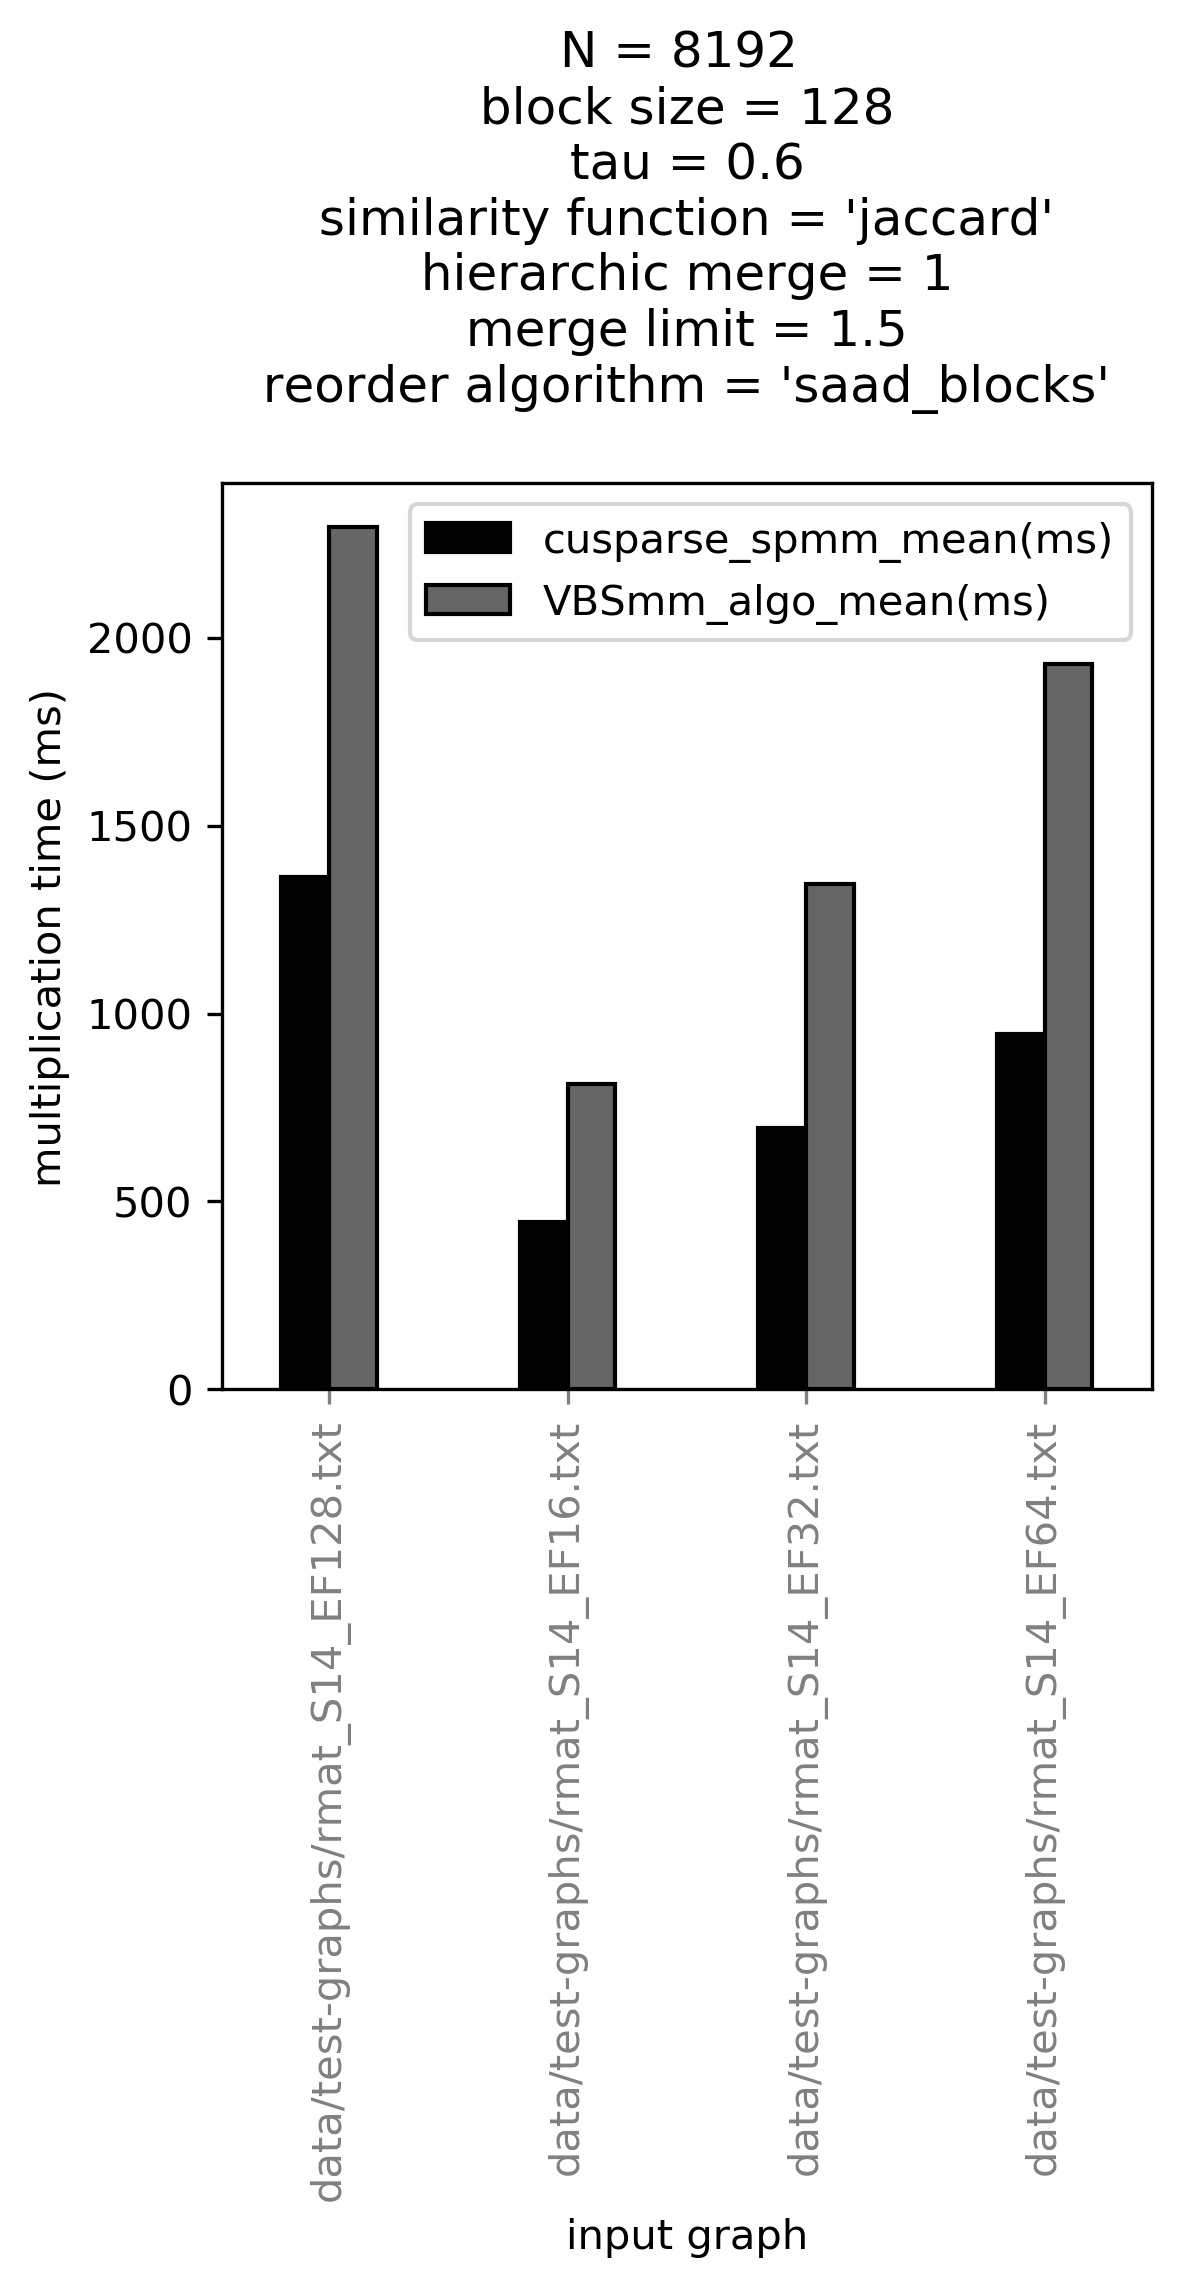 N = 8192
block size = 128
tau = 0.6
similarity function = 'jaccard'
hierarchic merge = 1
merge limit = 1.5
reorder algorithm = 'saad_blocks'
cusparse_spmm_mean(ms)
VBSmm_algo_mean(ms)
multiplication time (ms)
2000
1500
1000
500
0
data/test-graphs/rmat_S14_EF128.txt
data/test-graphs/rmat_S14_EF16.txt
data/test-graphs/rmat_S14_EF32.txt
data/test-graphs/rmat_S14_EF64.txt
input graph